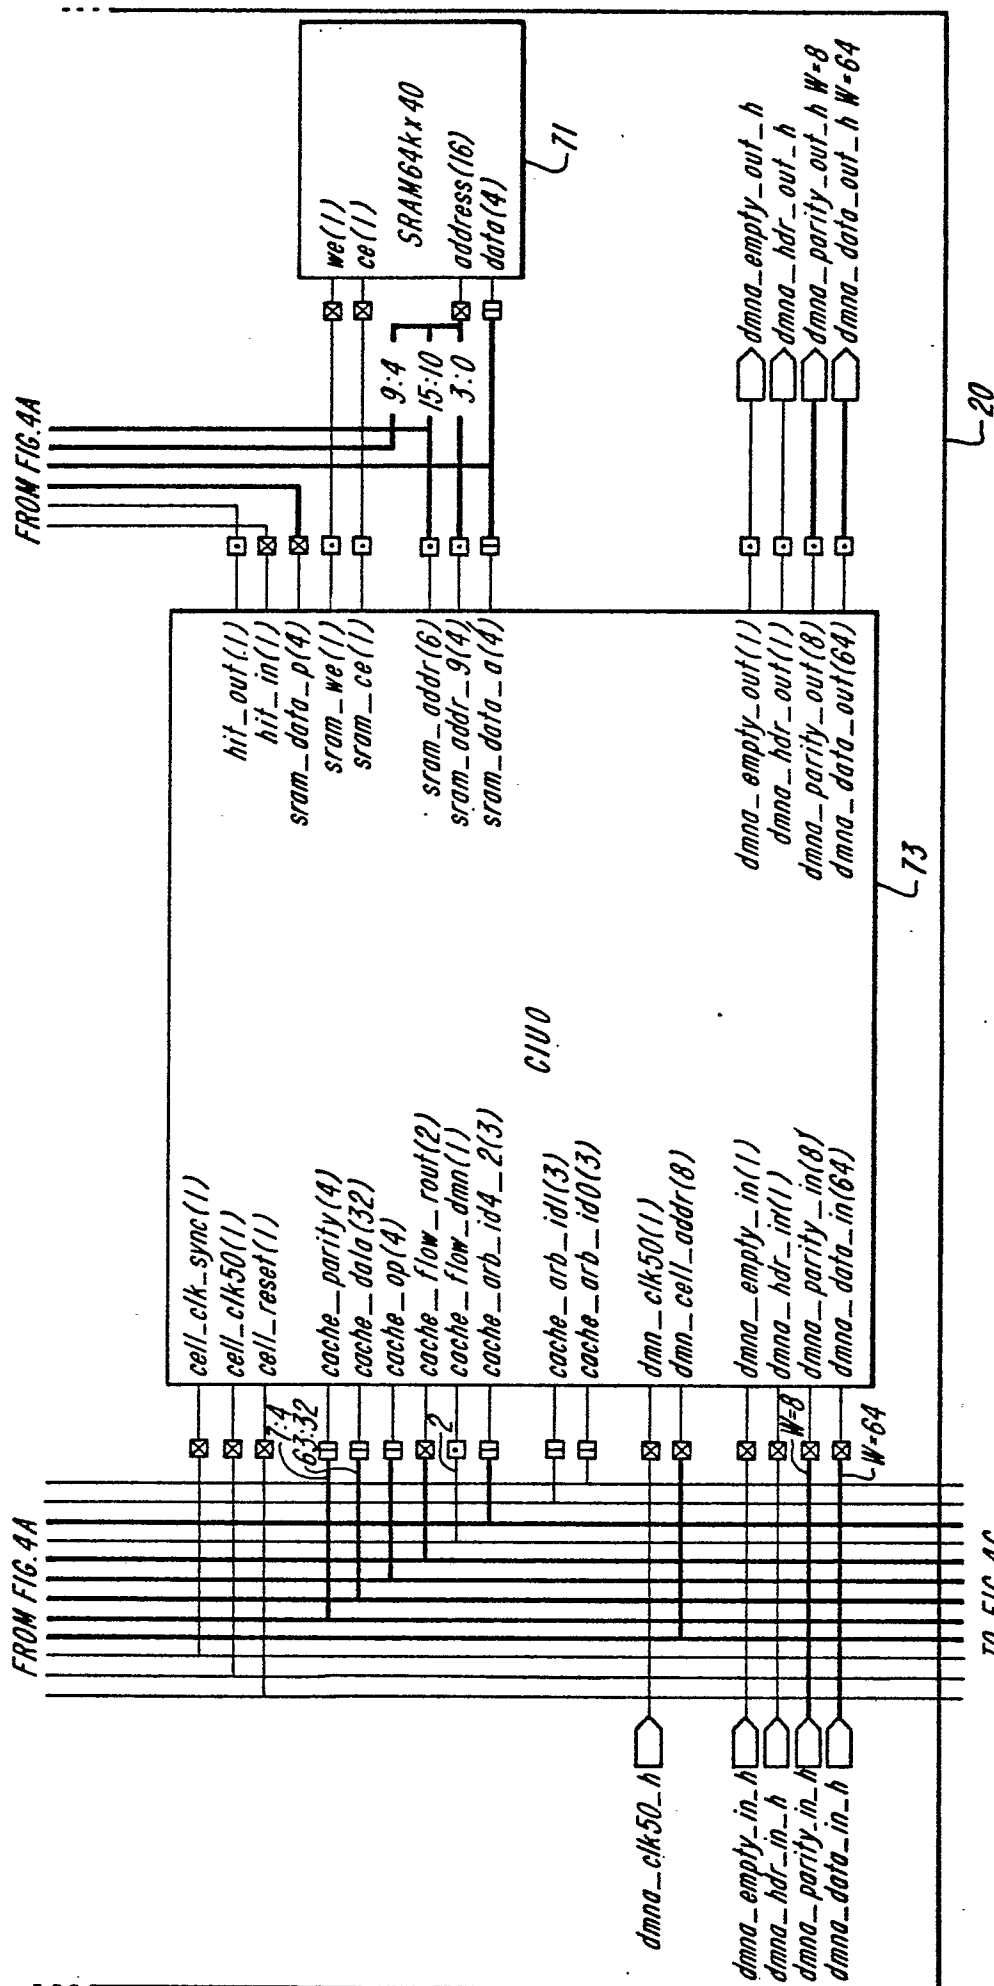 FROM FIG.4A
FROM FIG.4A
cell_clk_sync(1)
cell_clk50(1)
cell_reset(1)
7:4
63:32
cache_parity(4)
cache_data(32)
cache_op(4)
cache_flow_rout(2)
2
cache_flow_dmn(1)
cache_arb_id4_2(3)
cache_arb_id1(3)
cache_arb_id0(3)
dmn_clk50(1)
dmn_cell_addr(8)
dmna_empty_in(1)
dmna_hdr_in(1)
W=8
dmna_parity_in(8)
dmna_data_in(64)
W=64
dmna_clk50_h
dmna_empty_in_h
dmna_hdr_in_h
dmna_parity_in_h
dmna_data_in_h
CIU0
hit_out(1)
hit_in(1)
sram_data_p(4)
sram_we(1)
sram_ce(1)
sram_addr(6)
sram_addr_9(4)
sram_data_a(4)
dmna_empty_out(1)
dmna_hdr_out(1)
dmna_parity_out(8)
dmna_data_out(64)
73
9:4
15:10
3:0
we(1)
ce(1)
SRAM64kx40
address(16)
data(4)
71
dmna_empty_out_h
dmna_hdr_out_h
dmna_parity_out_h W=8
dmna_data_out_h W=64
20
TO FIG.4C